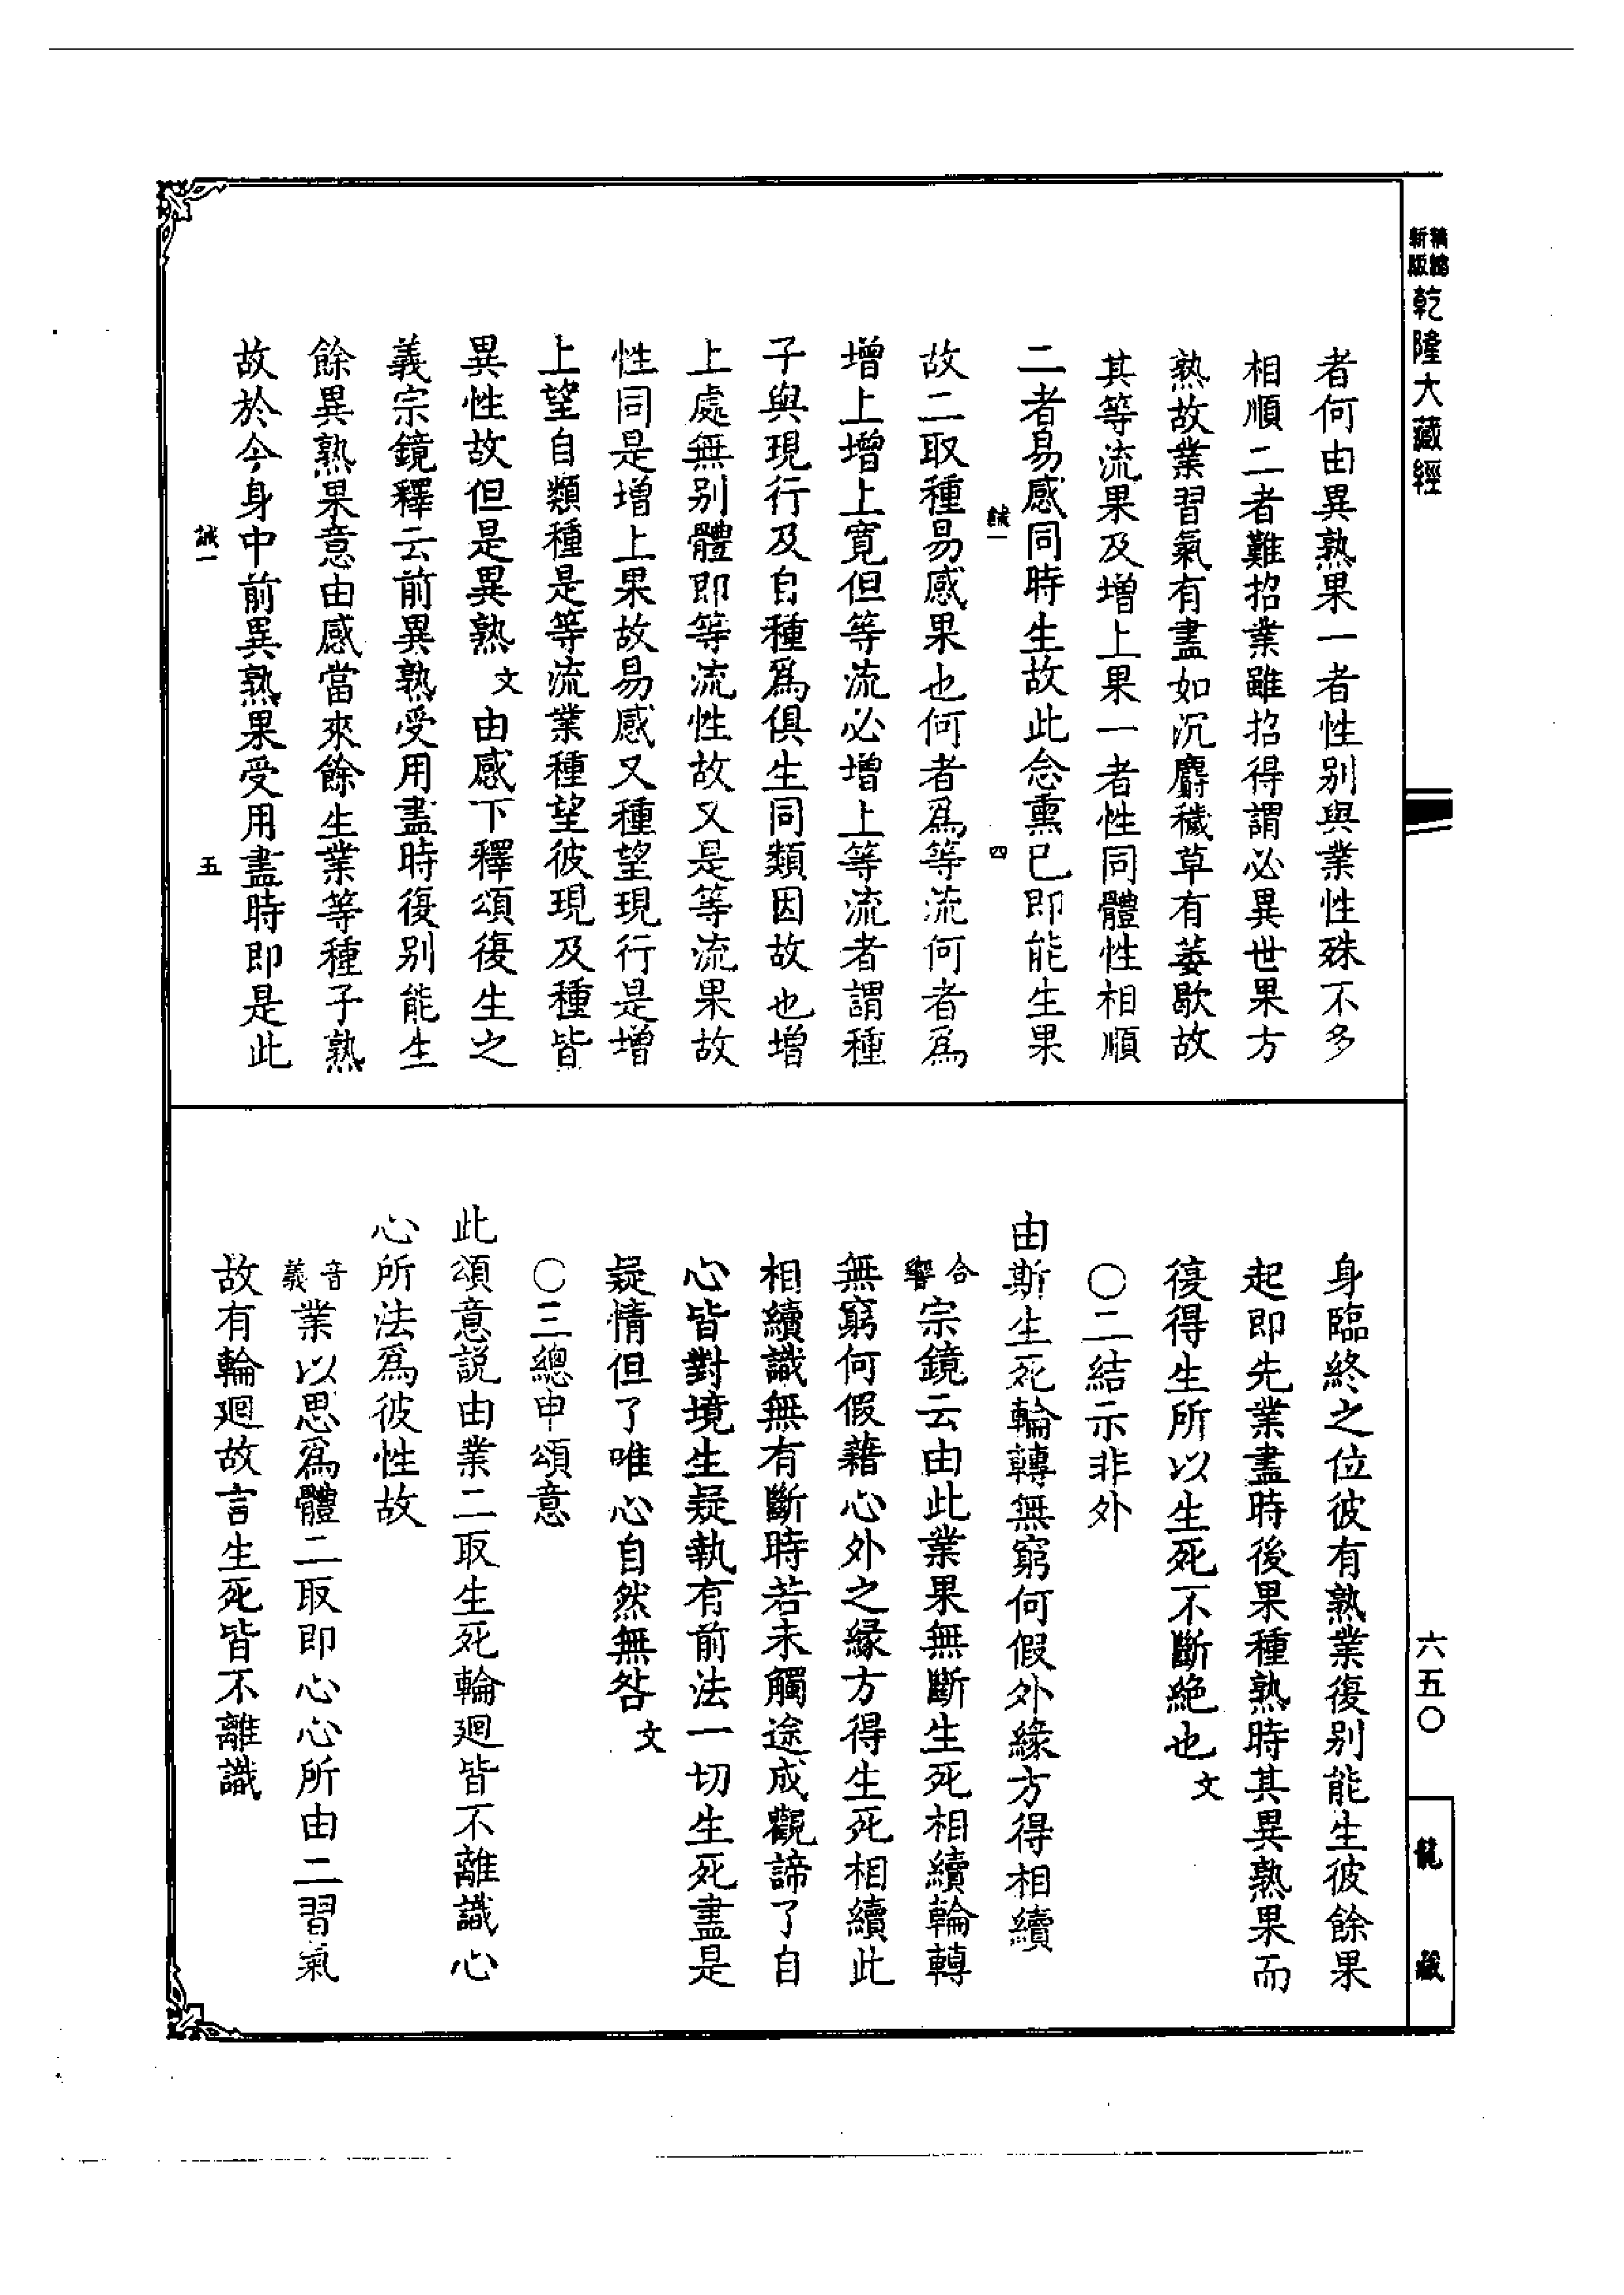 新版
精縮
乾隆大藏經
者何由異熟果一者性別與業性殊不多
相順二者難招業雖招得謂必異世果方
熟故業習氣有盡如沉麝穢草有萎歇故
其等流果及增上果一者性同體性相順
二者易感同時生故此念熏已即能生果
誠一
四
故二取種易感果也何者爲等流何者爲
增上增上寬但等流必增上等流者謂種
子與現行及自種爲俱生同類因故也增
上處無別體即等流性故又是等流果故
性同是增上果故易感又種望現行是增
上望自類種是等流業種望彼現及種皆
異性故但是異熟文由感下釋頌復生之
義宗鏡釋云前異熟受用盡時復別能生
餘異熟果意由感當來餘生業等種子熟
故於今身中前異熟果受用盡時即是此
誠一
五
身臨終之位彼有熟業復別能生彼餘果
起即先業盡時後果種熟時其異熟果而
復得生所以生死不斷絶也文
○二結示非外
由斯生死輪轉無窮何假外緣方得相續
合響宗鏡云由此業果無斷生死相續輪轉
無窮何假藉心外之緣方得生死相續此
相續識無有斷時若未觸途成觀諦了自
心皆對境生疑執有前法一切生死盡是
疑情但了唯心自然無咎文
○三總申頌意
此頌意説由業二取生死輪廻皆不離識心
心所法爲彼性故
音義業以思爲體二取即心心所由二習氣
故有輪廻故言生死皆不離識
六五〇
龍藏